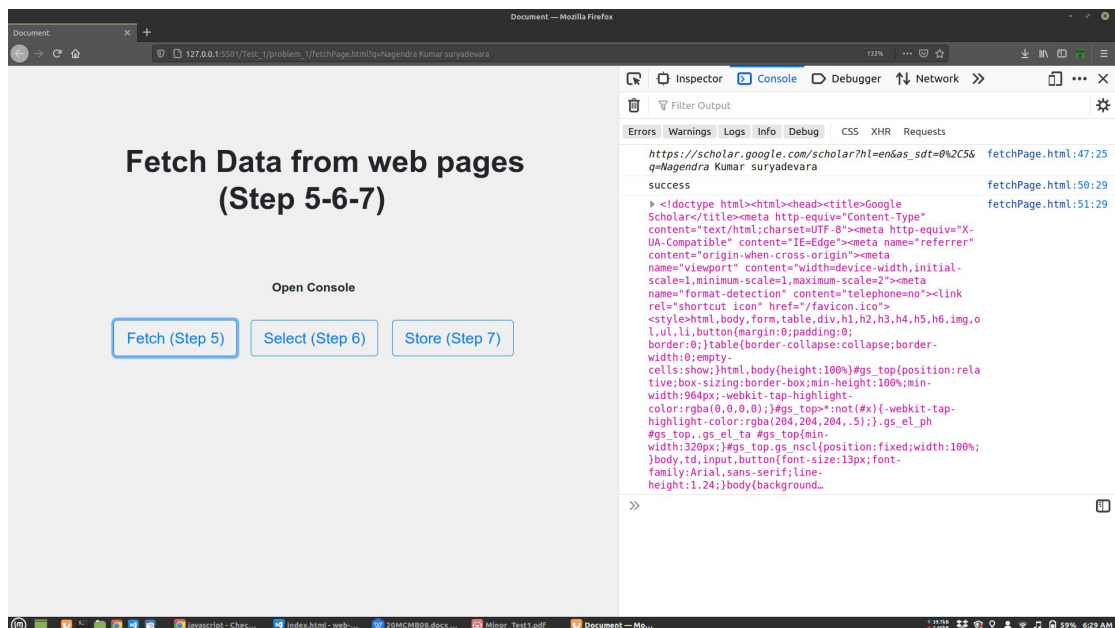 Document — Mozilla Firefox
Document
127.0.0.1:5501/Test_1/problem_1/fetchPage.html?q=Nagendra Kumar suryadevara
133%
Inspector Console Debugger Network
Filter Output
Errors Warnings Logs Info Debug CSS XHR Requests
https://scholar.google.com/scholar?hl=en&as_sdt=0%2C5& fetchPage.html:47:25
q=Nagendra Kumar suryadevara
success fetchPage.html:50:29
<!doctype html><html><head><title>Google fetchPage.html:51:29
Scholar</title><meta http-equiv="Content-Type"
content="text/html;charset=UTF-8"><meta http-equiv="X-
UA-Compatible" content="IE=Edge"><meta name="referrer"
content="origin-when-cross-origin"><meta
name="viewport" content="width=device-width,initial-
scale=1,minimum-scale=1,maximum-scale=2"><meta
name="format-detection" content="telephone=no"><link
rel="shortcut icon" href="/favicon.ico">
<style>html,body,form,table,div,h1,h2,h3,h4,h5,h6,img,o
l,ul,li,button{margin:0;padding:0;
border:0;}table{border-collapse:collapse;border-
width:0;empty-
cells:show;}html,body{height:100%}#gs_top{position:rela
tive;box-sizing:border-box;min-height:100%;min-
width:964px;-webkit-tap-highlight-
color:rgba(0,0,0,0);}#gs_top>*:not(#x){-webkit-tap-
highlight-color:rgba(204,204,204,.5);}.gs_el_ph
#gs_top,.gs_el_ta #gs_top{min-
width:320px;}#gs_top.gs_nscl{position:fixed;width:100%;
}body,td,input,button{font-size:13px;font-
family:Arial,sans-serif;line-
height:1.24;}body{background…
Fetch Data from web pages
(Step 5-6-7)
Open Console
Fetch (Step 5) Select (Step 6) Store (Step 7)
javascript - Chec... index.html - web-... 20MCMB08.docx ... Minor_Test1.pdf Document — Mo... 59% 6:29 AM